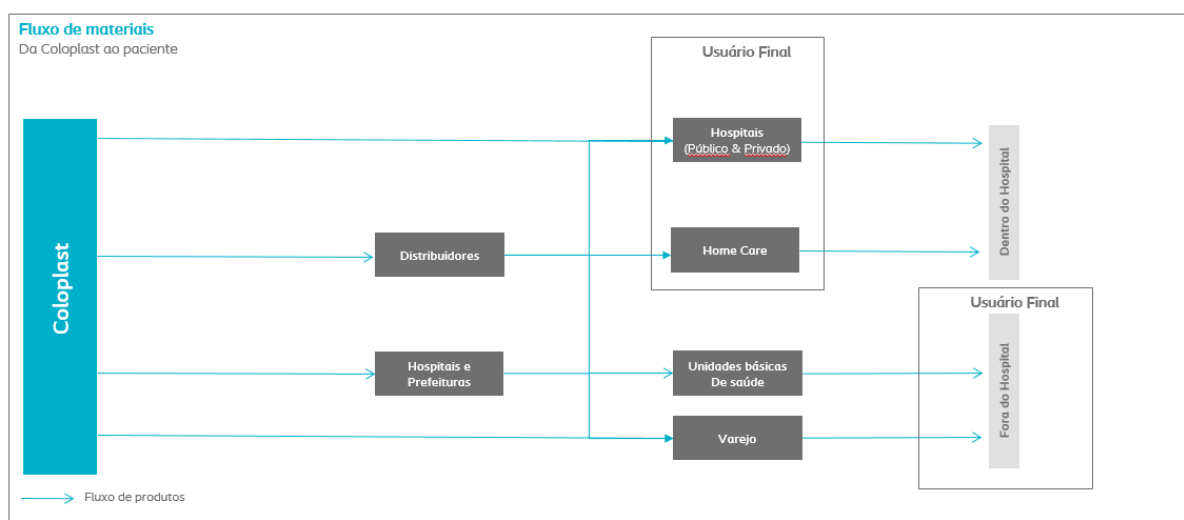 Fluxo de materiais
Da Coloplast ao paciente
Usuário Final
Coloplast
Hospitais
(Público & Privado)
Dentro do Hospital
Distribuidores
Home Care
Usuário Final
Hospitais e
Prefeituras
Unidades básicas
De saúde
Fora do Hospital
Varejo
Fluxo de produtos